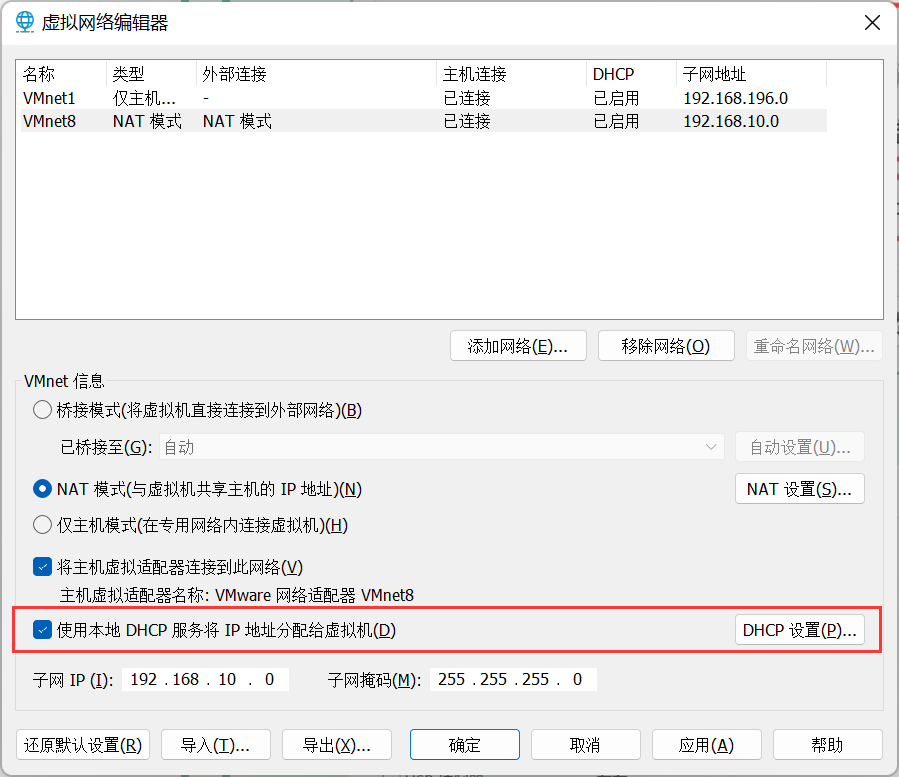 虚拟网络编辑器
名称 类型 外部连接 主机连接 DHCP 子网地址
VMnet1 仅主机... - 已连接 已启用 192.168.196.0
VMnet8 NAT 模式 NAT 模式 已连接 已启用 192.168.10.0
添加网络(E)... 移除网络(O) 重命名网络(W)...
VMnet 信息
桥接模式(将虚拟机直接连接到外部网络)(B)
已桥接至(G): 自动 自动设置(U)...
NAT 模式(与虚拟机共享主机的 IP 地址)(N) NAT 设置(S)...
仅主机模式(在专用网络内连接虚拟机)(H)
将主机虚拟适配器连接到此网络(V)
主机虚拟适配器名称: VMware 网络适配器 VMnet8
使用本地 DHCP 服务将 IP 地址分配给虚拟机(D) DHCP 设置(P)...
子网 IP (I): 192 . 168 . 10 . 0 子网掩码(M): 255 . 255 . 255 . 0
还原默认设置(R) 导入(T)... 导出(X)... 确定 取消 应用(A) 帮助